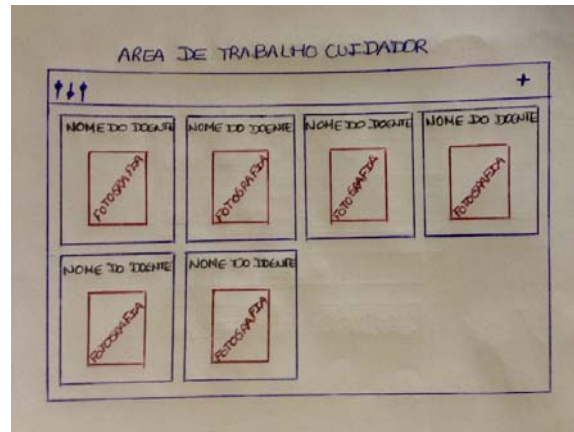 AREA DE TRABALHO CUIDADOR
+
NOME DO DOENTE NOME DO DOENTE NOME DO DOENTE NOME DO DOENTE
FOTOGRAFIA FOTOGRAFIA FOTOGRAFIA FOTOGRAFIA
NOME DO DOENTE NOME DO DOENTE
FOTOGRAFIA FOTOGRAFIA